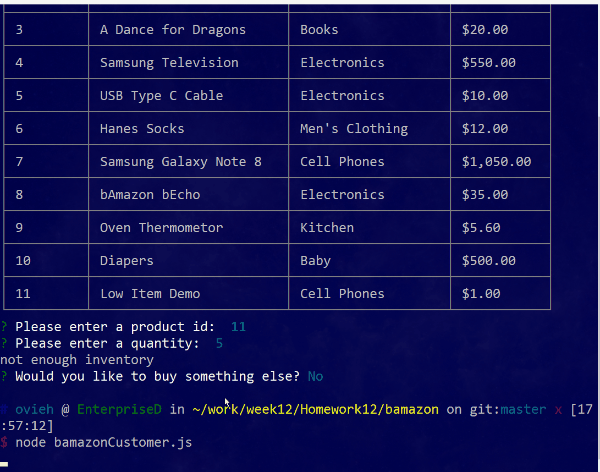 3 A Dance for Dragons Books $20.00
4 Samsung Television Electronics $550.00
5 USB Type C Cable Electronics $10.00
6 Hanes Socks Men's Clothing $12.00
7 Samsung Galaxy Note 8 Cell Phones $1,050.00
8 bAmazon bEcho Electronics $35.00
9 Oven Thermometor Kitchen $5.60
10 Diapers Baby $500.00
11 Low Item Demo Cell Phones $1.00
? Please enter a product id: 11
? Please enter a quantity: 5
not enough inventory
? Would you like to buy something else? No
# ovieh @ EnterpriseD in ~/work/week12/Homework12/bamazon on git:master x [17
:57:12]
$ node bamazonCustomer.js